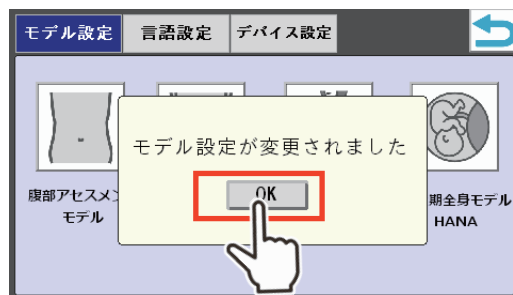 モデル設定 言語設定 デバイス設定
モデル設定が変更されました
OK
腹部アセスメン
モデル
期全身モデル
HANA